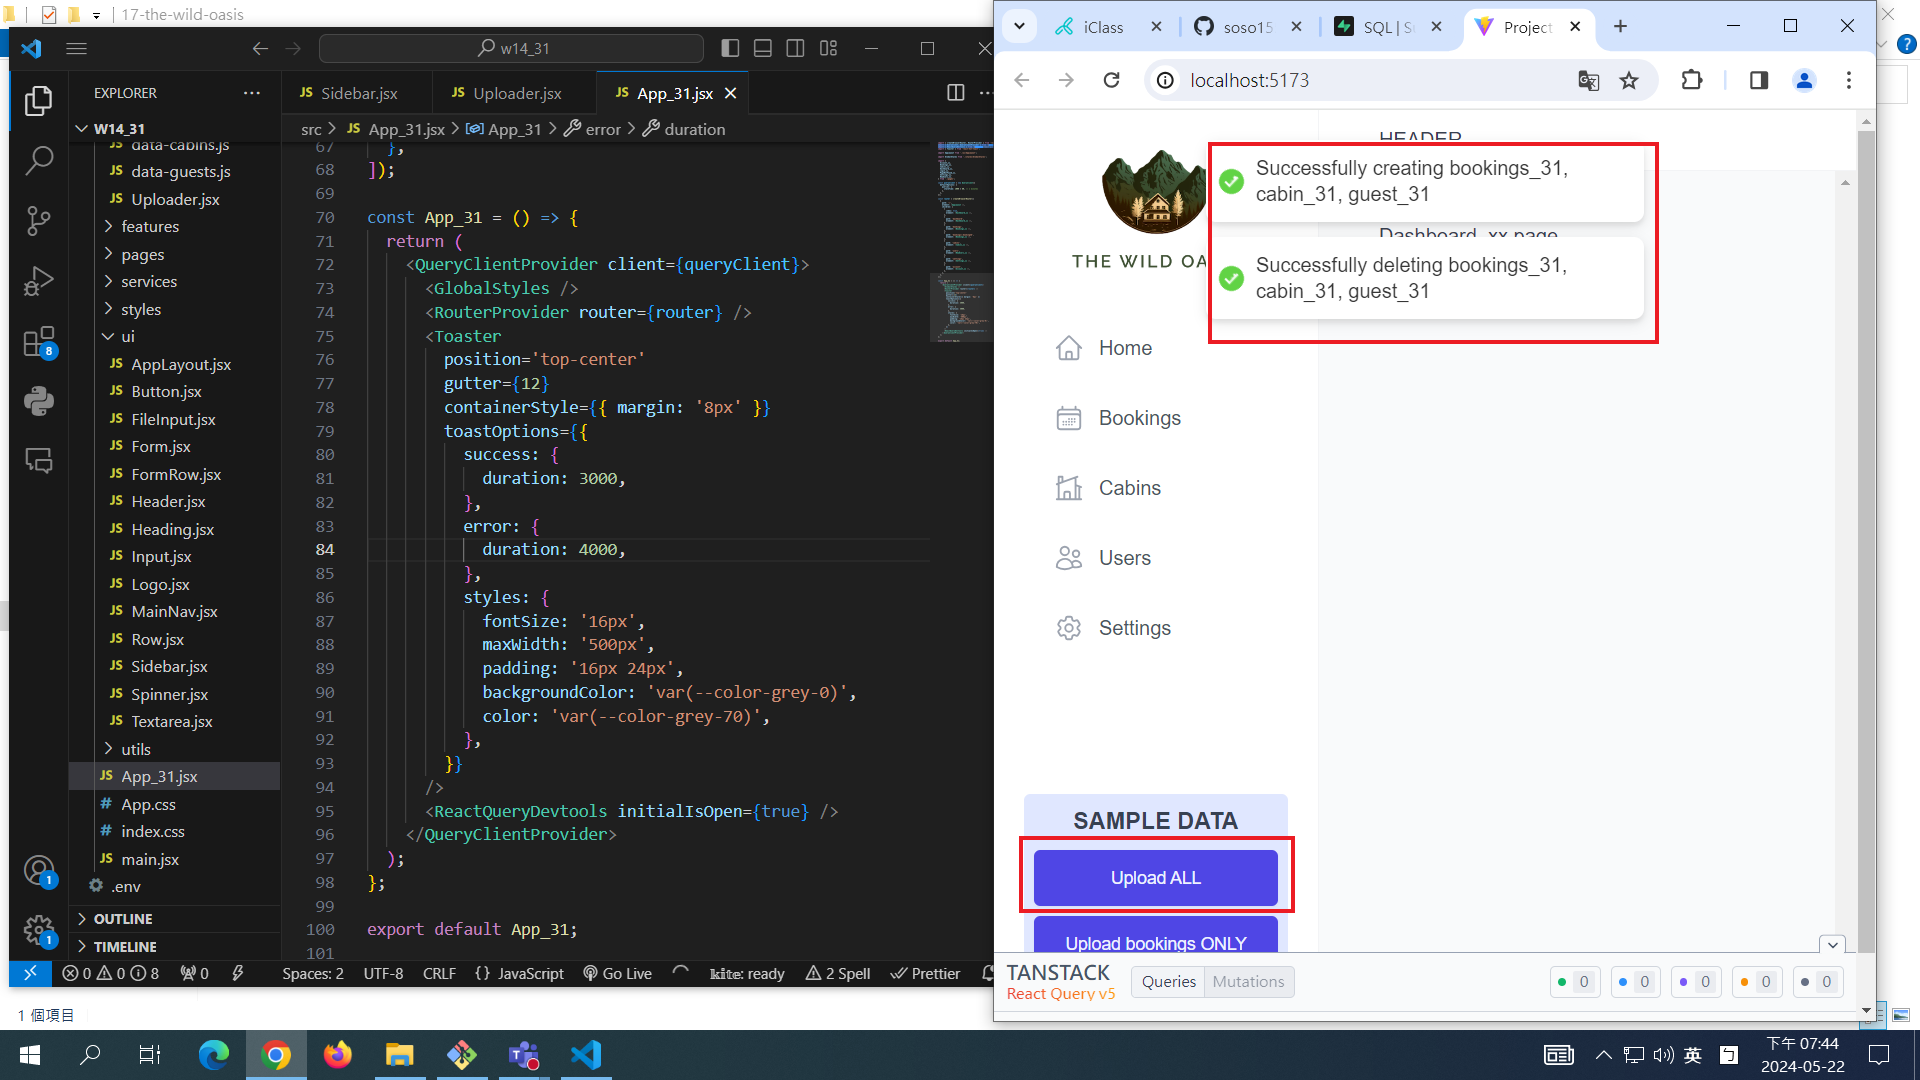 17-the-wild-oasis
w14_31
EXPLORER
W14_31
data-cabins.js
data-guests.js
Uploader.jsx
features
pages
services
styles
ui
AppLayout.jsx
Button.jsx
FileInput.jsx
Form.jsx
FormRow.jsx
Header.jsx
Heading.jsx
Input.jsx
Logo.jsx
MainNav.jsx
Row.jsx
Sidebar.jsx
Spinner.jsx
Textarea.jsx
utils
App_31.jsx
App.css
index.css
main.jsx
.env
OUTLINE
TIMELINE
Sidebar.jsx
Uploader.jsx
App_31.jsx
src > App_31.jsx > App_31 > error > duration
67 },
68 ]);
69
70 const App_31 = () => {
71 return (
72 <QueryClientProvider client={queryClient}>
73 <GlobalStyles />
74 <RouterProvider router={router} />
75 <Toaster
76 position='top-center'
77 gutter={12}
78 containerStyle={{ margin: '8px' }}
79 toastOptions={{
80 success: {
81 duration: 3000,
82 },
83 error: {
84 duration: 4000,
85 },
86 styles: {
87 fontSize: '16px',
88 maxWidth: '500px',
89 padding: '16px 24px',
90 backgroundColor: 'var(--color-grey-0)',
91 color: 'var(--color-grey-70)',
92 },
93 }}
94 />
95 <ReactQueryDevtools initialIsOpen={true} />
96 </QueryClientProvider>
97 );
98 };
99
100 export default App_31;
101
8
1
1
0 0 8 0 Spaces: 2 UTF-8 CRLF {} JavaScript Go Live kite: ready 2 Spell Prettier
1 個項目
iClass
soso15
SQL | S
Project
localhost:5173
HEADER
Successfully creating bookings_31,
cabin_31, guest_31
Dashboard_xx page
Successfully deleting bookings_31,
cabin_31, guest_31
THE WILD OA
Home
Bookings
Cabins
Users
Settings
SAMPLE DATA
Upload ALL
Upload bookings ONLY
TANSTACK
React Query v5
Queries
Mutations
0 0 0 0 0
英
ㄅ
下午 07:44
2024-05-22